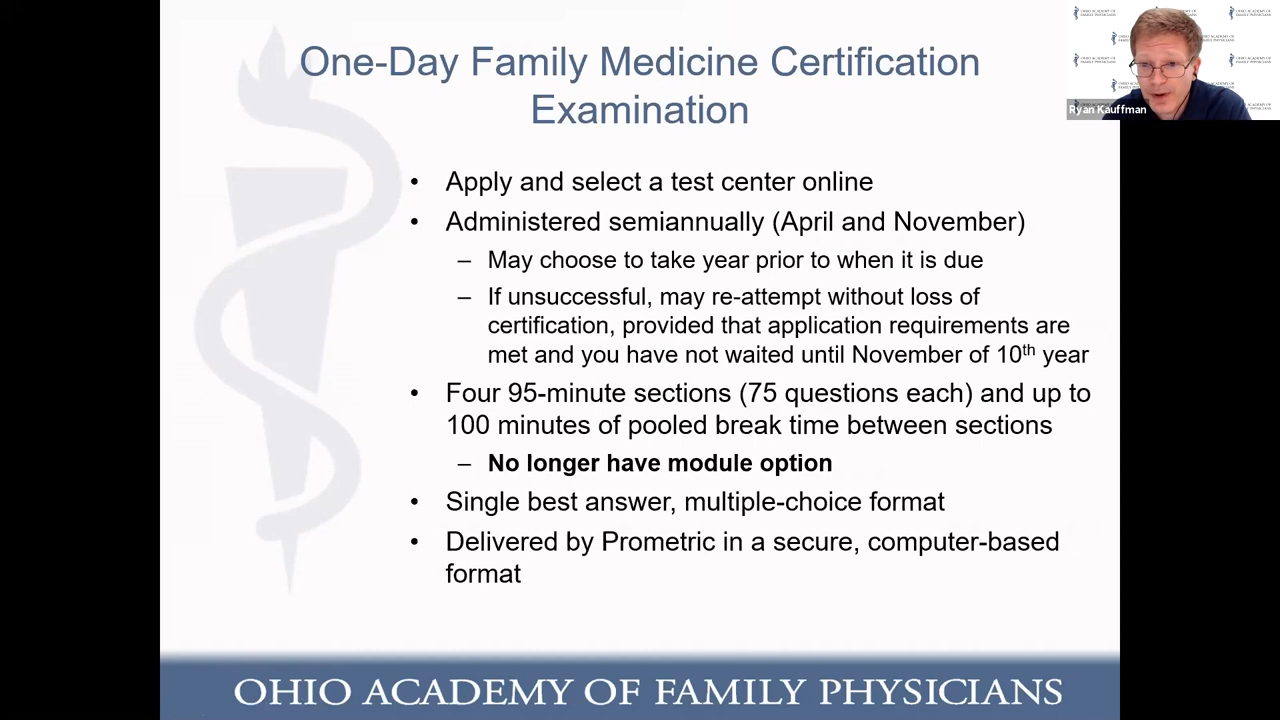 One-Day Family Medicine Certification
Examination
• Apply and select a test center online
• Administered semiannually (April and November)
– May choose to take year prior to when it is due
– If unsuccessful, may re-attempt without loss of
certification, provided that application requirements are
met and you have not waited until November of 10th year
• Four 95-minute sections (75 questions each) and up to
100 minutes of pooled break time between sections
– No longer have module option
• Single best answer, multiple-choice format
• Delivered by Prometric in a secure, computer-based
format
OHIO ACADEMY OF FAMILY PHYSICIANS
OHIO ACADEMY OF
FAMILY PHYSICIANS
Ryan Kauffman